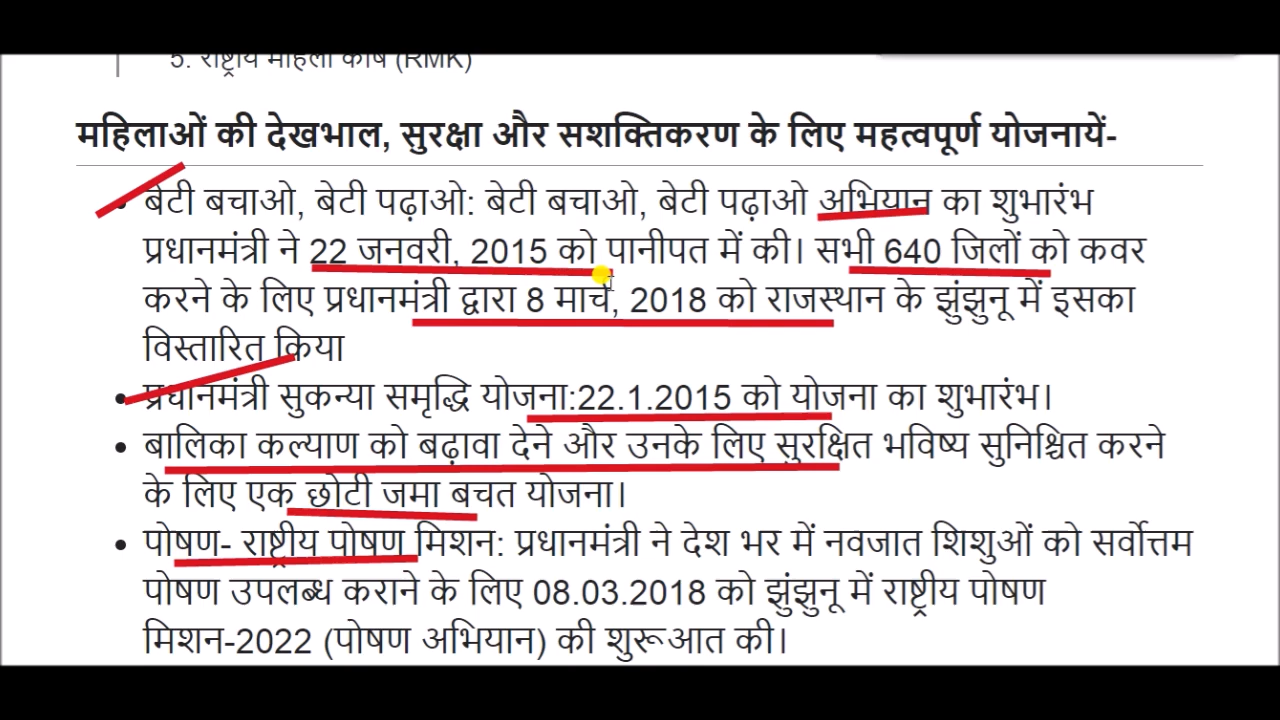 5. राष्ट्रीय महिला कोष (RMK)
महिलाओं की देखभाल, सुरक्षा और सशक्तिकरण के लिए महत्वपूर्ण योजनायें-
• बेटी बचाओ, बेटी पढ़ाओ: बेटी बचाओ, बेटी पढ़ाओ अभियान का शुभारंभ
प्रधानमंत्री ने 22 जनवरी, 2015 को पानीपत में की। सभी 640 जिलों को कवर
करने के लिए प्रधानमंत्री द्वारा 8 मार्च, 2018 को राजस्थान के झुंझुनू में इसका
विस्तारित किया
• प्रधानमंत्री सुकन्या समृद्धि योजना:22.1.2015 को योजना का शुभारंभ।
• बालिका कल्याण को बढ़ावा देने और उनके लिए सुरक्षित भविष्य सुनिश्चित करने
के लिए एक छोटी जमा बचत योजना।
• पोषण- राष्ट्रीय पोषण मिशन: प्रधानमंत्री ने देश भर में नवजात शिशुओं को सर्वोत्तम
पोषण उपलब्ध कराने के लिए 08.03.2018 को झुंझुनू में राष्ट्रीय पोषण
मिशन-2022 (पोषण अभियान) की शुरूआत की।